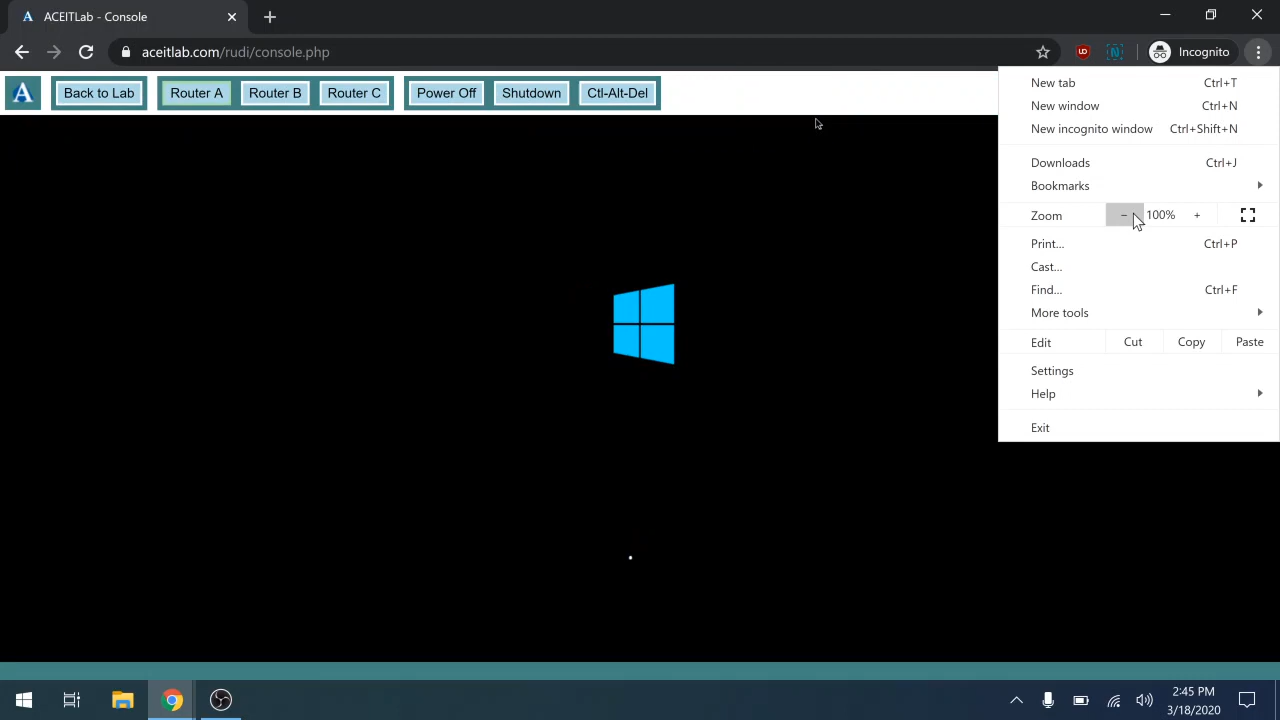 ACEITLab - Console
aceitlab.com/rudi/console.php
Incognito
Back to Lab Router A Router B Router C Power Off Shutdown Ctl-Alt-Del
New tab Ctrl+T
New window Ctrl+N
New incognito window Ctrl+Shift+N
Downloads Ctrl+J
Bookmarks
Zoom - 100% +
Print... Ctrl+P
Cast...
Find... Ctrl+F
More tools
Edit Cut Copy Paste
Settings
Help
Exit
2:45 PM
3/18/2020